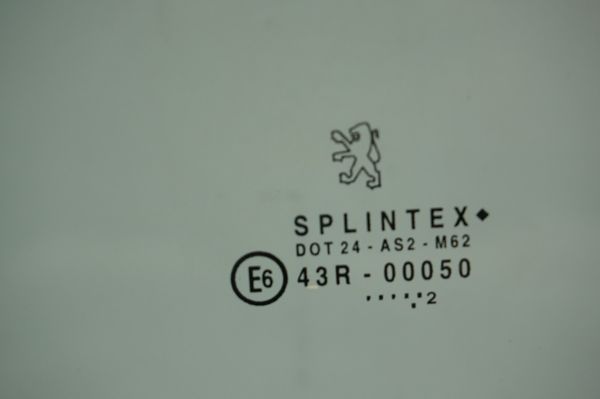 SPLINTEX
DOT 24 - AS2 - M62
E6 43R - 00050
2